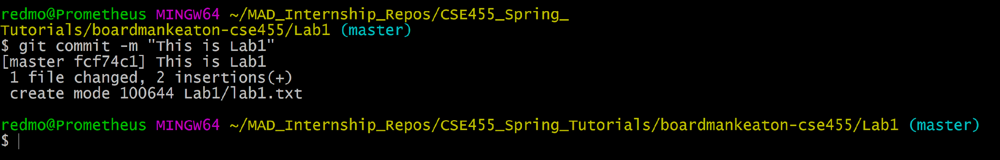 redmo@Prometheus MINGW64 ~/MAD_Internship_Repos/CSE455_Spring_
Tutorials/boardmankeaton-cse455/Lab1 (master)
$ git commit -m "This is Lab1"
[master fcf74c1] This is Lab1
 1 file changed, 2 insertions(+)
 create mode 100644 Lab1/lab1.txt

redmo@Prometheus MINGW64 ~/MAD_Internship_Repos/CSE455_Spring_Tutorials/boardmankeaton-cse455/Lab1 (master)
$